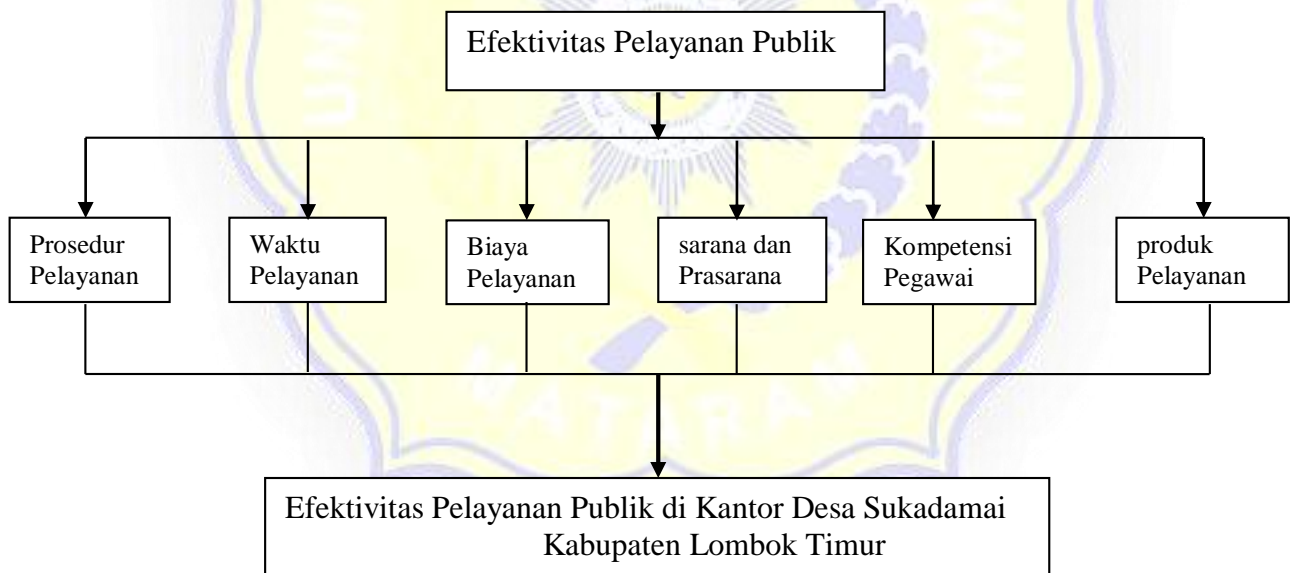 Efektivitas Pelayanan Publik
Prosedur
Pelayanan
Waktu
Pelayanan
Biaya
Pelayanan
sarana dan
Prasarana
Kompetensi
Pegawai
produk
Pelayanan
MATARAM
Efektivitas Pelayanan Publik di Kantor Desa Sukadamai
Kabupaten Lombok Timur